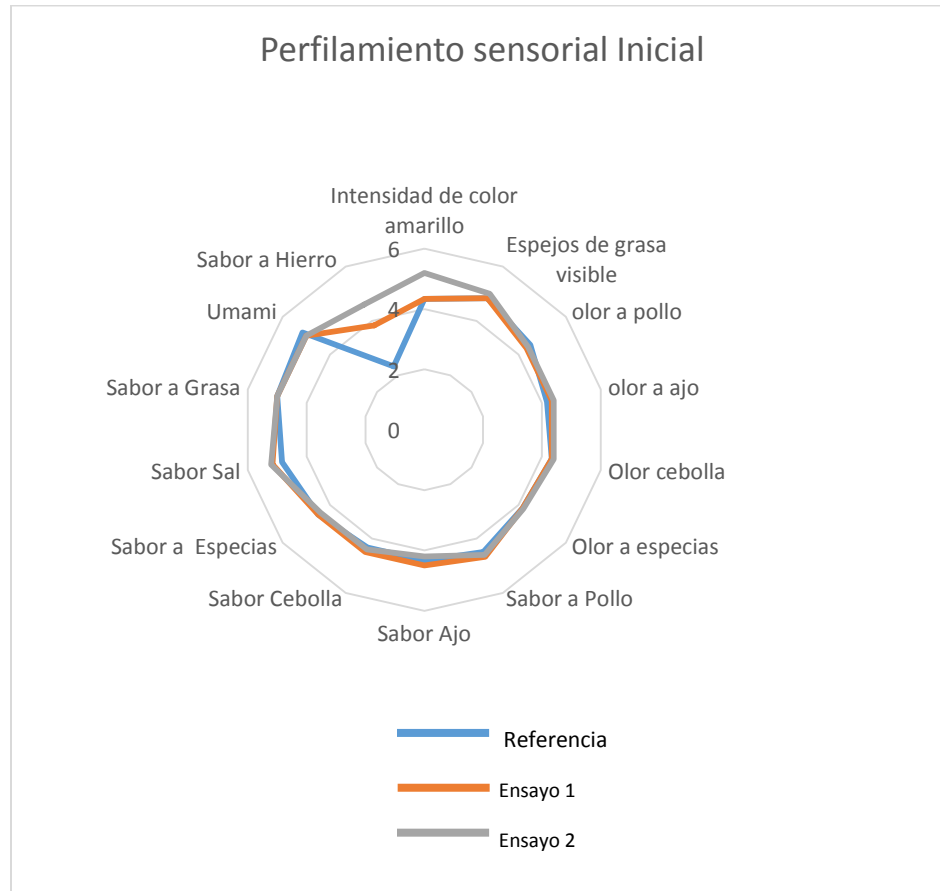 Perfilamiento sensorial Inicial
Intensidad de color
amarillo
Espejos de grasa
visible
olor a pollo
olor a ajo
Olor cebolla
Olor a especias
Sabor a Pollo
Sabor Ajo
Sabor Cebolla
Sabor a  Especias
Sabor Sal
Sabor a Grasa
Umami
Sabor a Hierro
6
4
2
0
Referencia
Ensayo 1
Ensayo 2